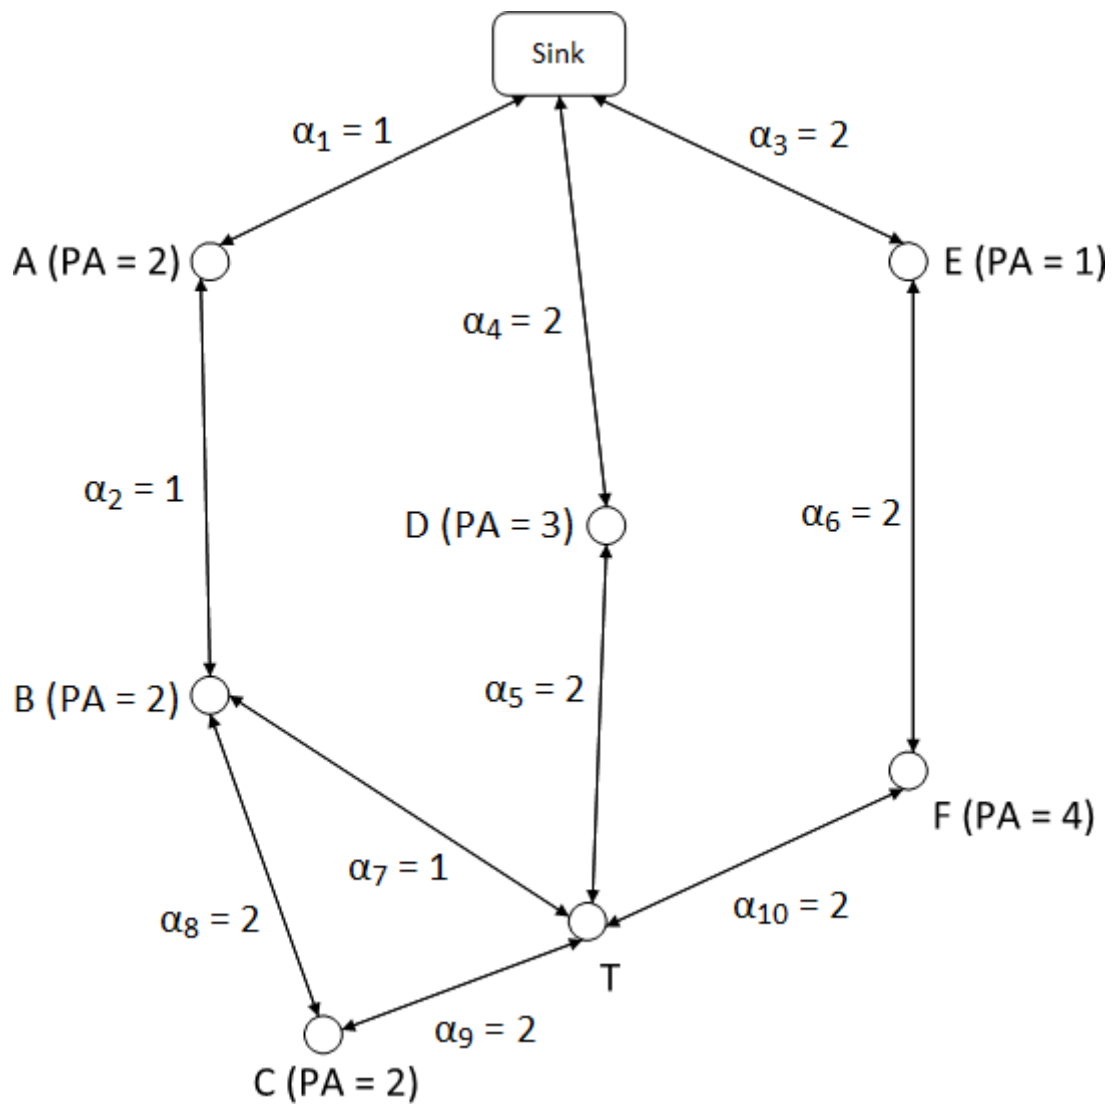 Sink
α₁ = 1
α₃ = 2
A (PA = 2)
E (PA = 1)
α₄ = 2
α₂ = 1
D (PA = 3)
α₆ = 2
B (PA = 2)
α₅ = 2
F (PA = 4)
α₇ = 1
α₈ = 2
α₁₀ = 2
T
α₉ = 2
C (PA = 2)